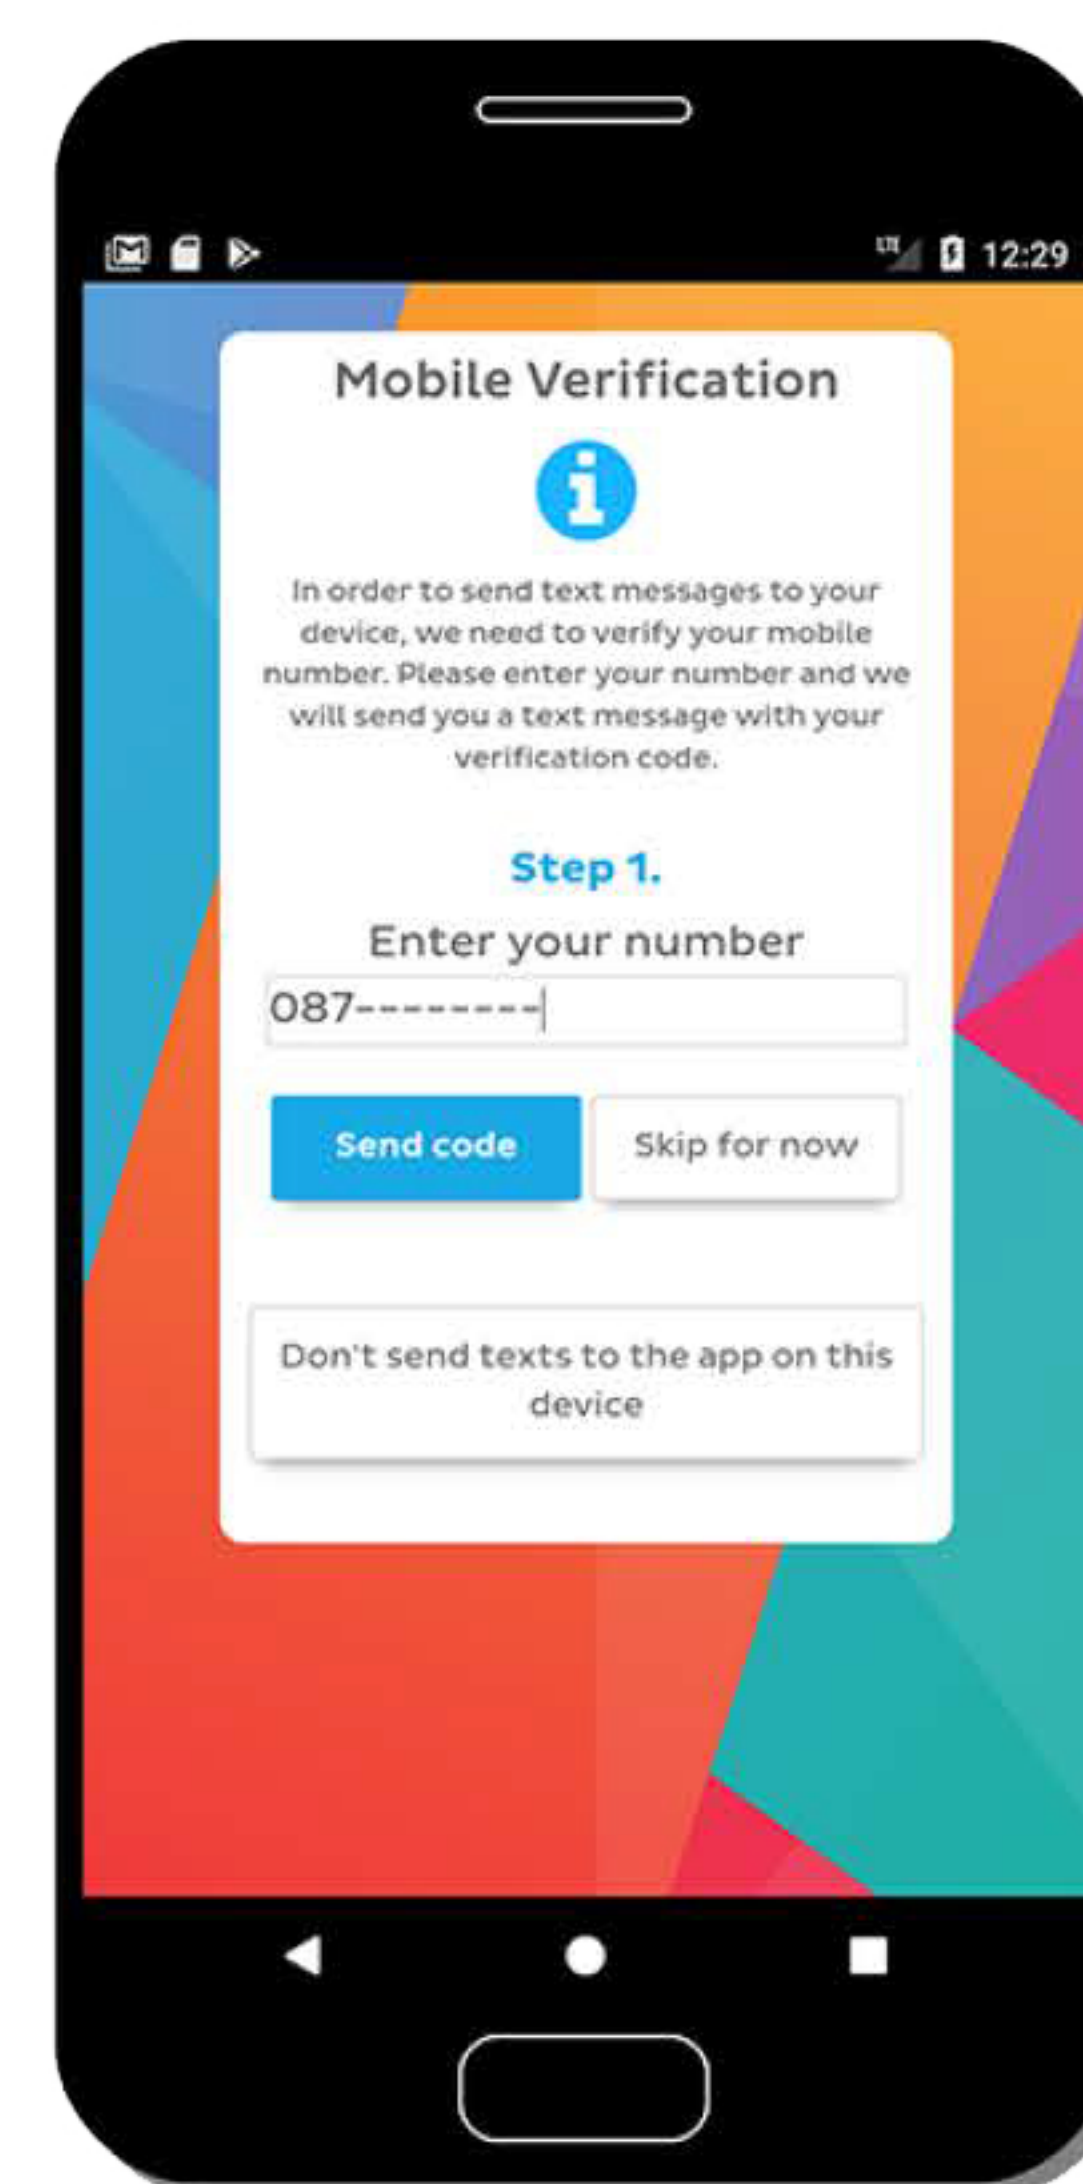 LTE 12:29
Mobile Verification
i
In order to send text messages to your
device, we need to verify your mobile
number. Please enter your number and we
will send you a text message with your
verification code.
Step 1.
Enter your number
087--------
Send code Skip for now
Don't send texts to the app on this
device